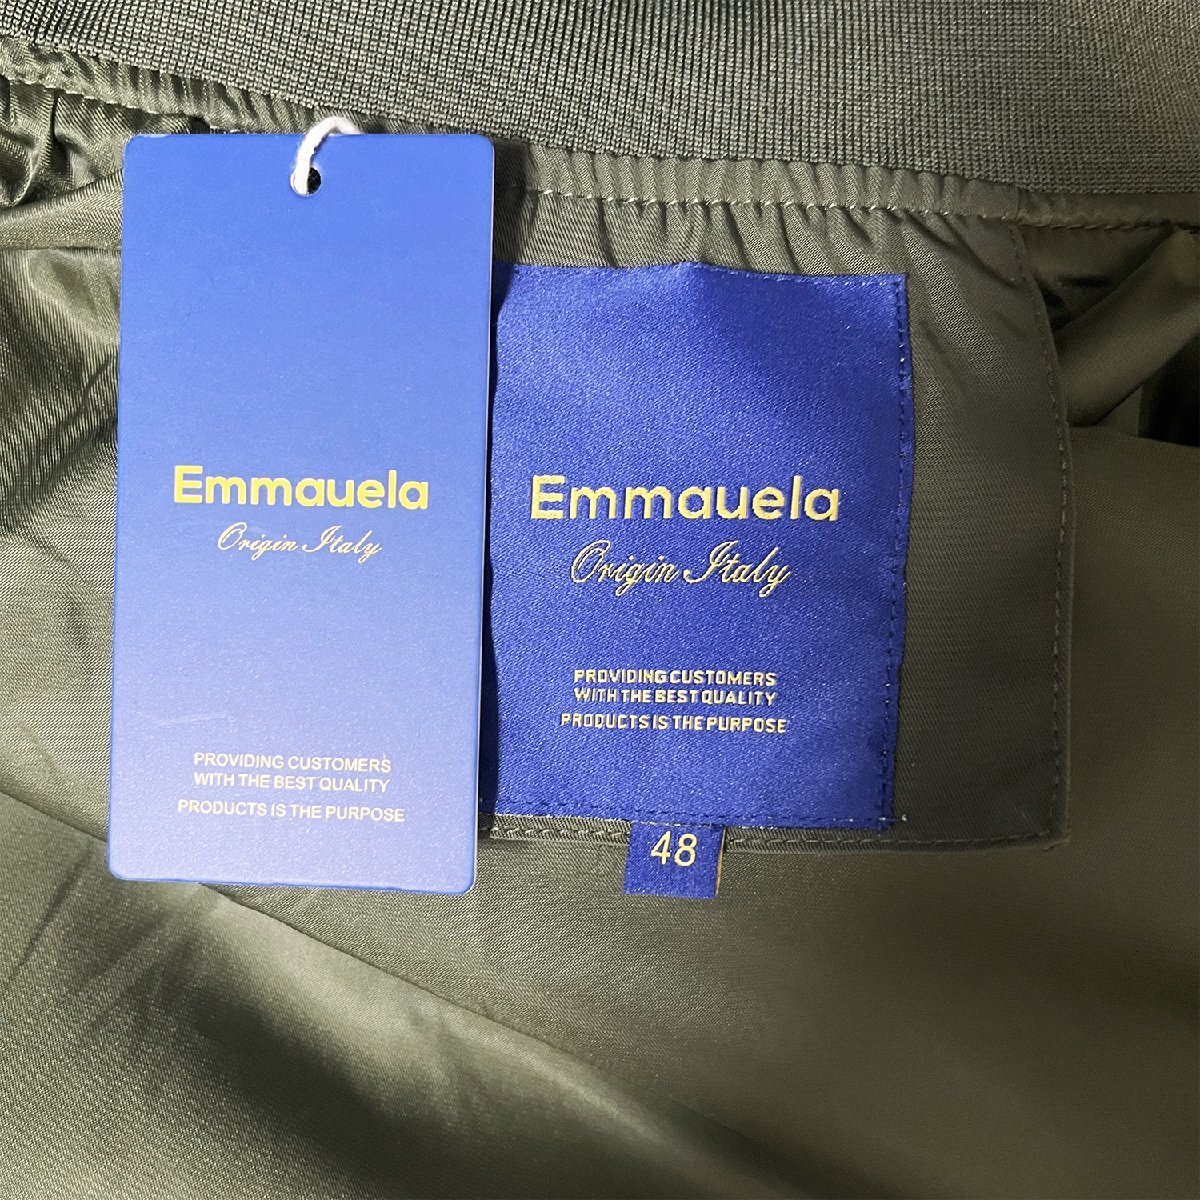 Emmauela
Origin Italy
PROVIDING CUSTOMERS
WITH THE BEST QUALITY
PRODUCTS IS THE PURPOSE
Emmauela
Origin Italy
PROVIDING CUSTOMERS
WITH THE BEST QUALITY
PRODUCTS IS THE PURPOSE
48